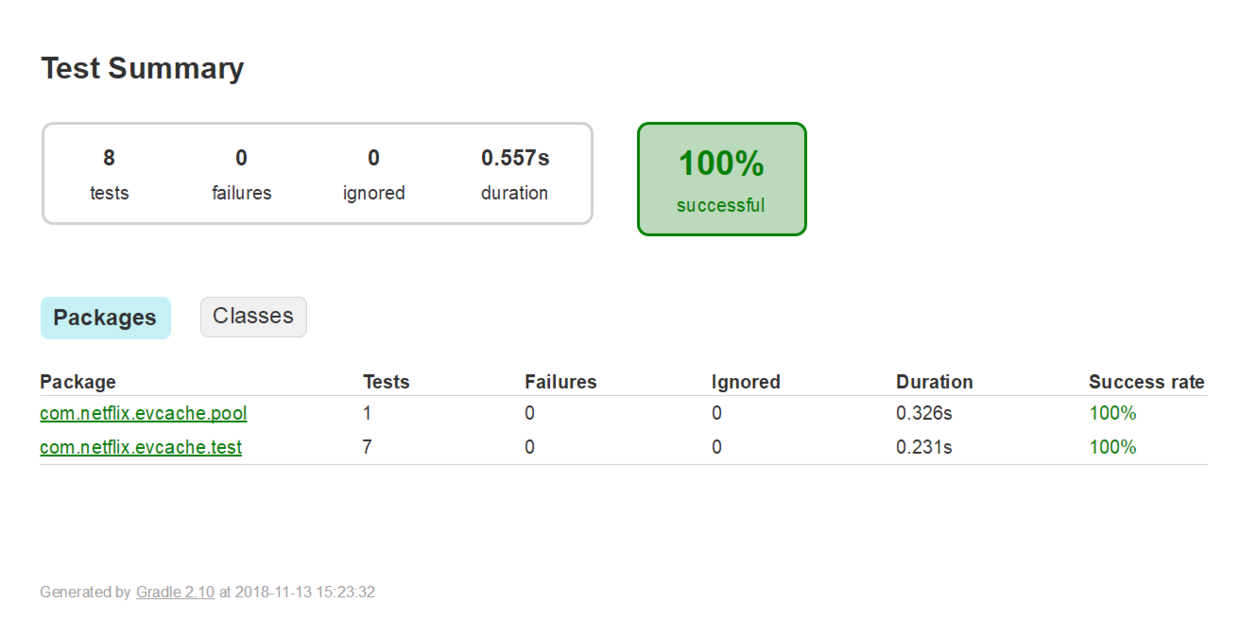 Test Summary
8 0 0 0.557s
tests failures ignored duration
100%
successful
Packages Classes
Package Tests Failures Ignored Duration Success rate
com.netflix.evcache.pool 1 0 0 0.326s 100%
com.netflix.evcache.test 7 0 0 0.231s 100%
Generated by Gradle 2.10 at 2018-11-13 15:23:32